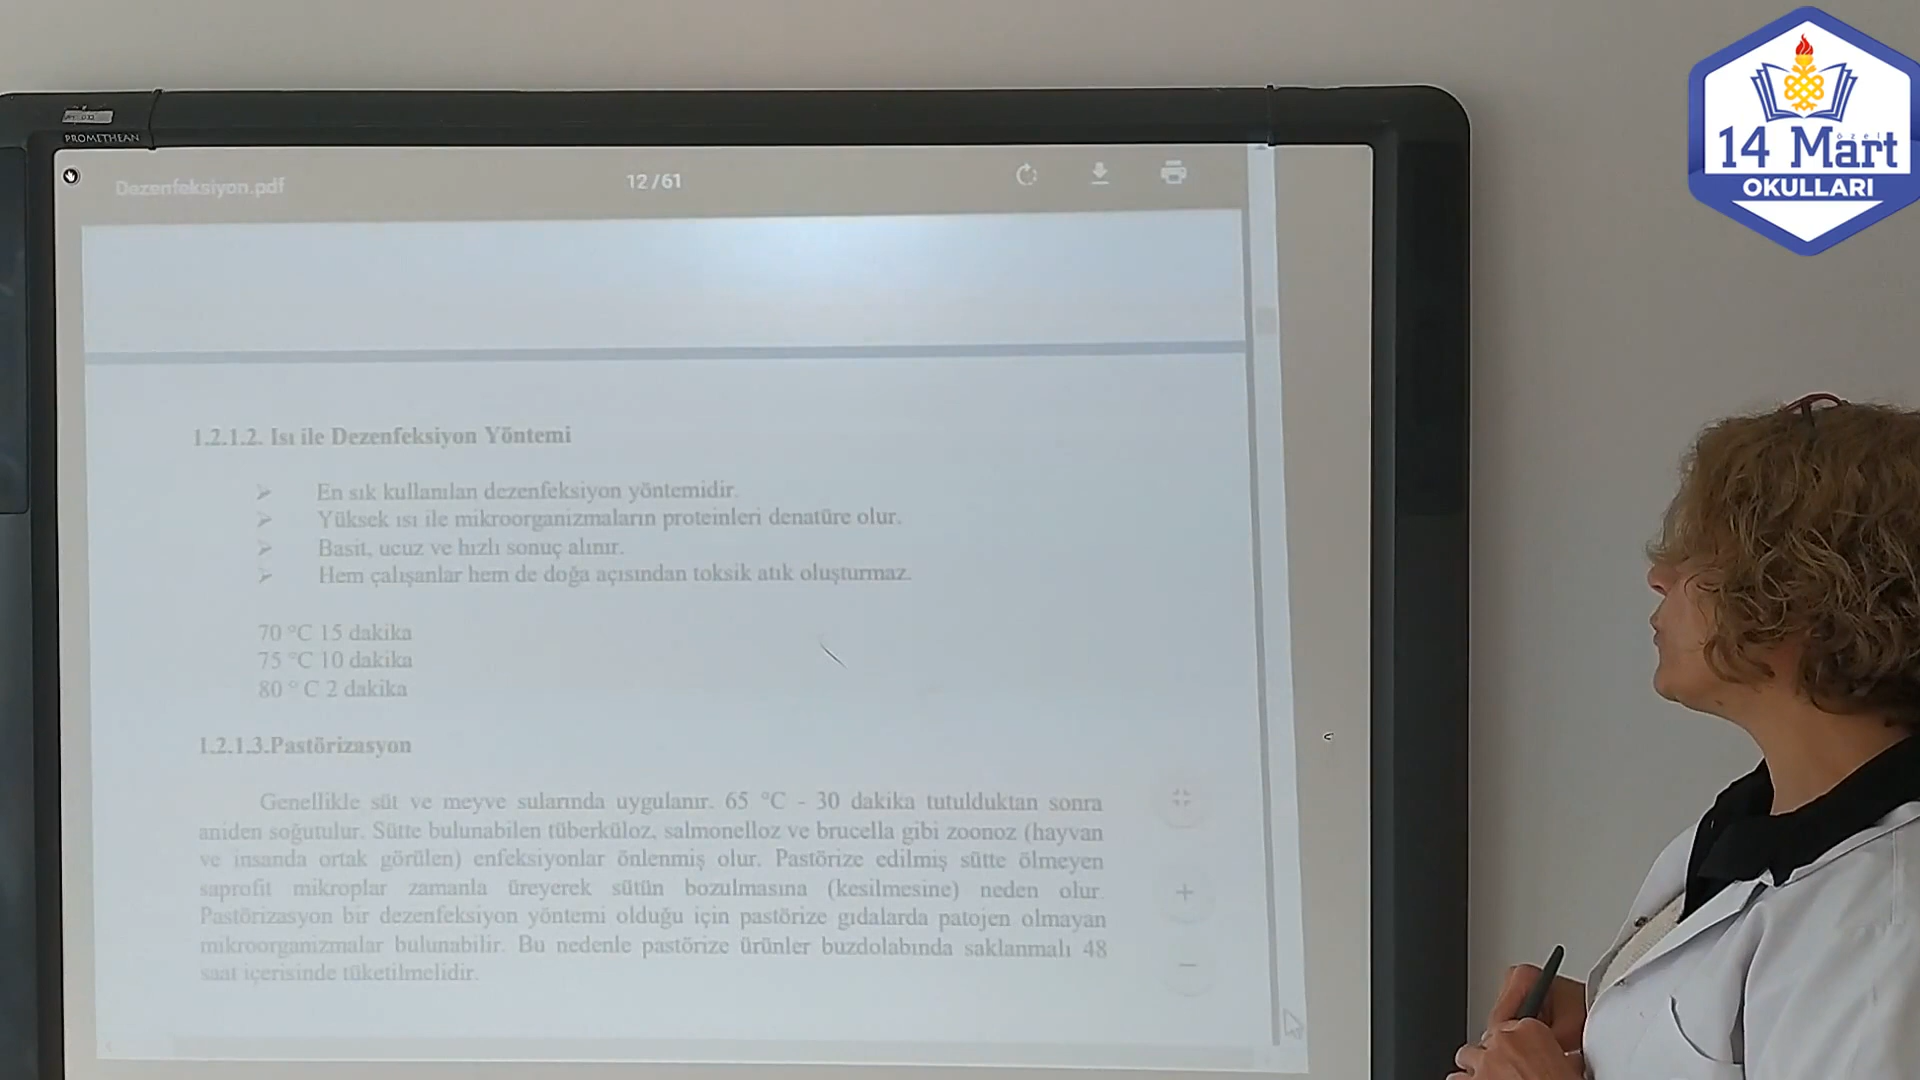 PROMETHEAN
Dezenfeksiyon.pdf
12/61
özel
14 Mart
OKULLARI
1.2.1.2. Isı ile Dezenfeksiyon Yöntemi
➢ En sık kullanılan dezenfeksiyon yöntemidir.
➢ Yüksek ısı ile mikroorganizmaların proteinleri denatüre olur.
➢ Basit, ucuz ve hızlı sonuç alınır.
➢ Hem çalışanlar hem de doğa açısından toksik atık oluşturmaz.
70 °C 15 dakika
75 °C 10 dakika
80 ° C 2 dakika
1.2.1.3.Pastörizasyon
Genellikle süt ve meyve sularında uygulanır. 65 °C - 30 dakika tutulduktan sonra
aniden soğutulur. Sütte bulunabilen tüberküloz, salmonelloz ve brucella gibi zoonoz (hayvan
ve insanda ortak görülen) enfeksiyonlar önlenmiş olur. Pastörize edilmiş sütte ölmeyen
saprofit mikroplar zamanla üreyerek sütün bozulmasına (kesilmesine) neden olur.
Pastörizasyon bir dezenfeksiyon yöntemi olduğu için pastörize gıdalarda patojen olmayan
mikroorganizmalar bulunabilir. Bu nedenle pastörize ürünler buzdolabında saklanmalı 48
saat içerisinde tüketilmelidir.